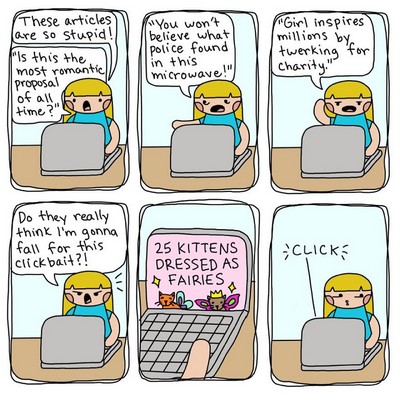 These articles
are so stupid!
"Is this the
most romantic
proposal
of all
time?"
"You won't
believe what
police found
in this
microwave!"
"Girl inspires
millions by
twerking for
charity."
Do they really
think I'm gonna
fall for this
clickbait?!
25 KITTENS
DRESSED AS
FAIRIES
CLICK